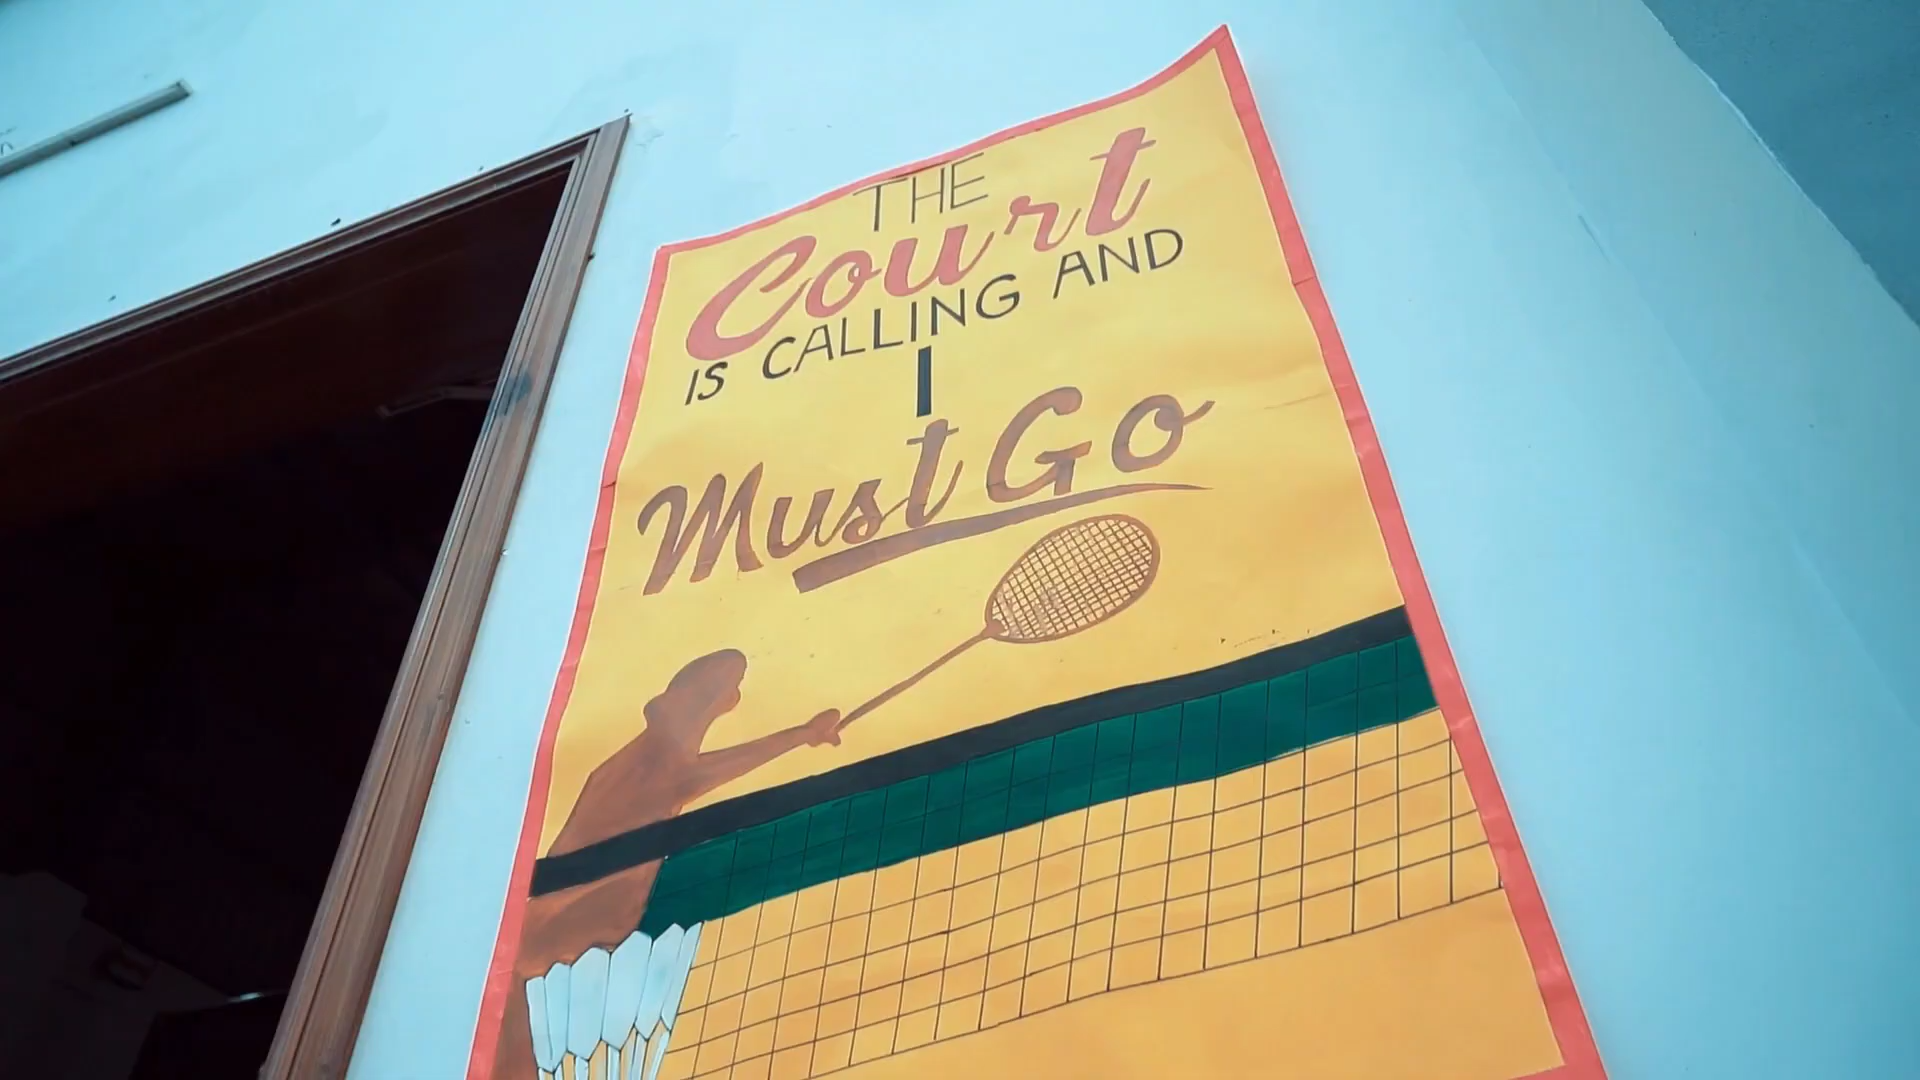 THE
Court
IS CALLING AND
I
Must Go